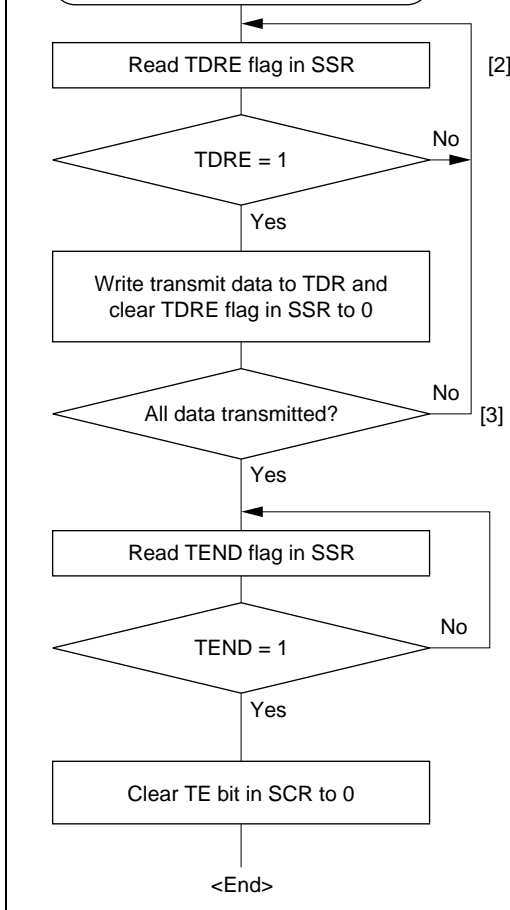 Read TDRE flag in SSR
[2]
TDRE = 1
No
Yes
Write transmit data to TDR and
clear TDRE flag in SSR to 0
All data transmitted?
No
[3]
Yes
Read TEND flag in SSR
TEND = 1
No
Yes
Clear TE bit in SCR to 0
<End>